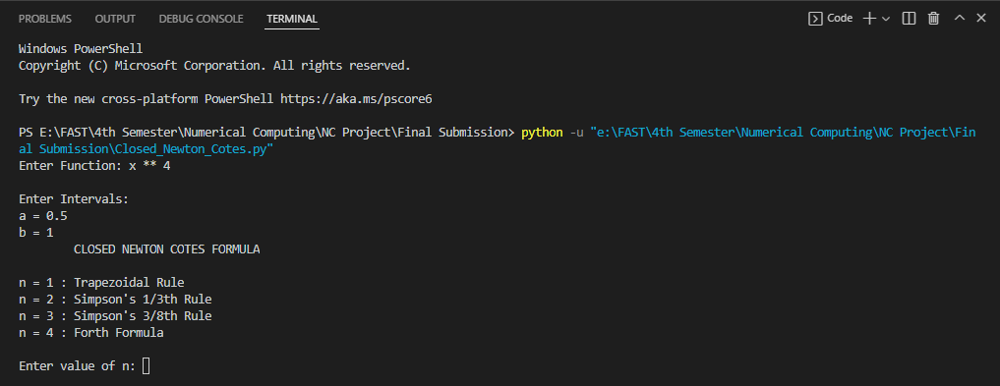 PROBLEMS OUTPUT DEBUG CONSOLE TERMINAL Code
Windows PowerShell
Copyright (C) Microsoft Corporation. All rights reserved.
Try the new cross-platform PowerShell https://aka.ms/pscore6
PS E:\FAST\4th Semester\Numerical Computing\NC Project\Final Submission> python -u "e:\FAST\4th Semester\Numerical Computing\NC Project\Fin
al Submission\Closed_Newton_Cotes.py"
Enter Function: x ** 4
Enter Intervals:
a = 0.5
b = 1
CLOSED NEWTON COTES FORMULA
n = 1 : Trapezoidal Rule
n = 2 : Simpson's 1/3th Rule
n = 3 : Simpson's 3/8th Rule
n = 4 : Forth Formula
Enter value of n: